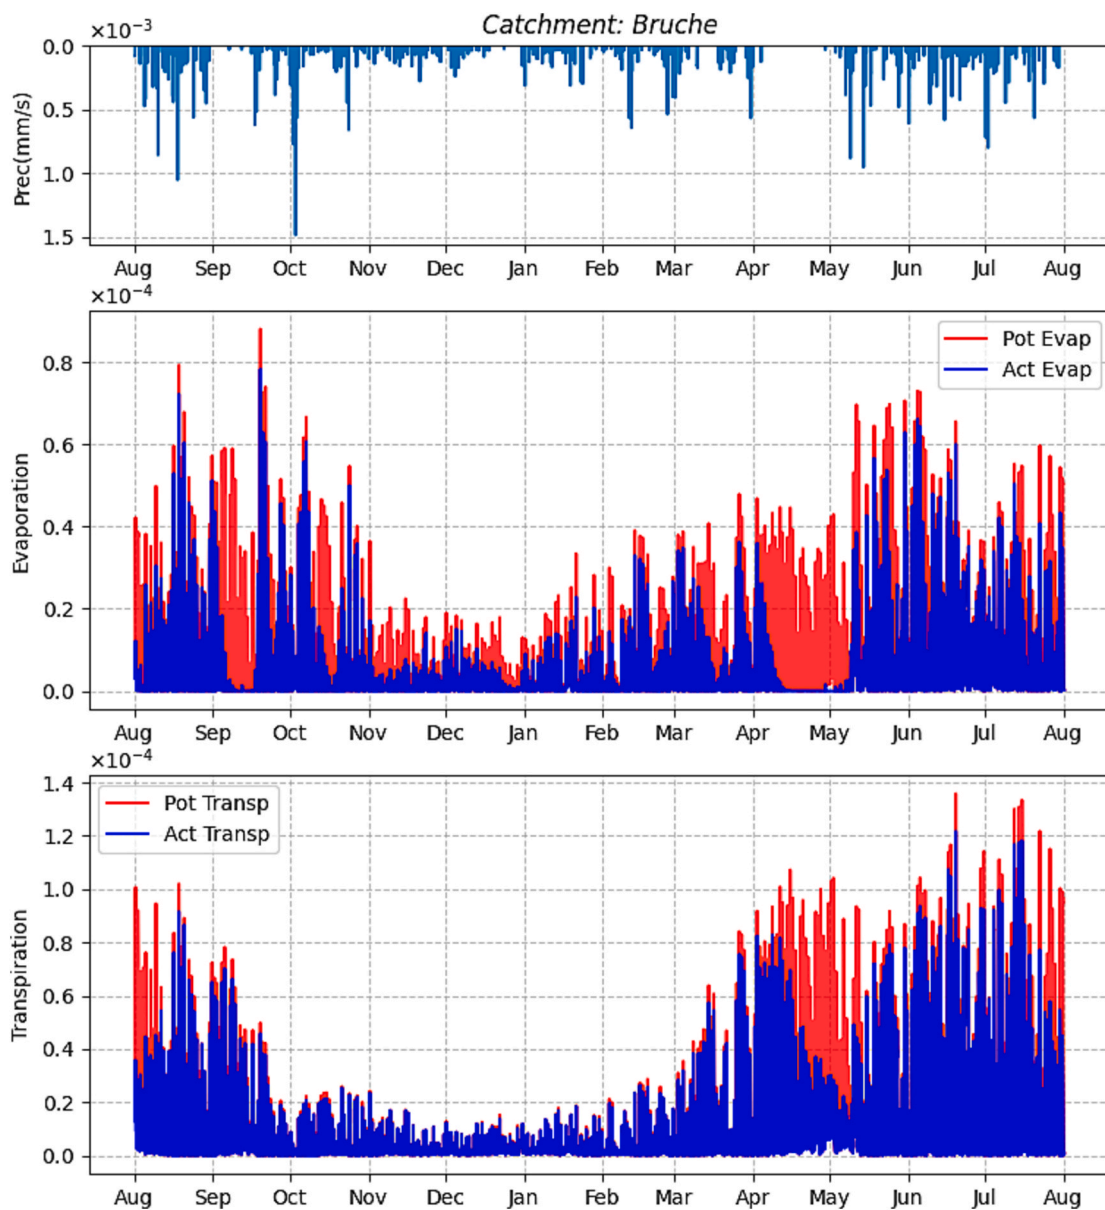 Catchment: Bruche
×10⁻³
Prec(mm/s)
0.0
0.5
1.0
1.5
Aug Sep Oct Nov Dec Jan Feb Mar Apr May Jun Jul Aug
×10⁻⁴
Evaporation
0.8
0.6
0.4
0.2
0.0
Pot Evap
Act Evap
Aug Sep Oct Nov Dec Jan Feb Mar Apr May Jun Jul Aug
×10⁻⁴
Transpiration
1.4
1.2
1.0
0.8
0.6
0.4
0.2
0.0
Pot Transp
Act Transp
Aug Sep Oct Nov Dec Jan Feb Mar Apr May Jun Jul Aug